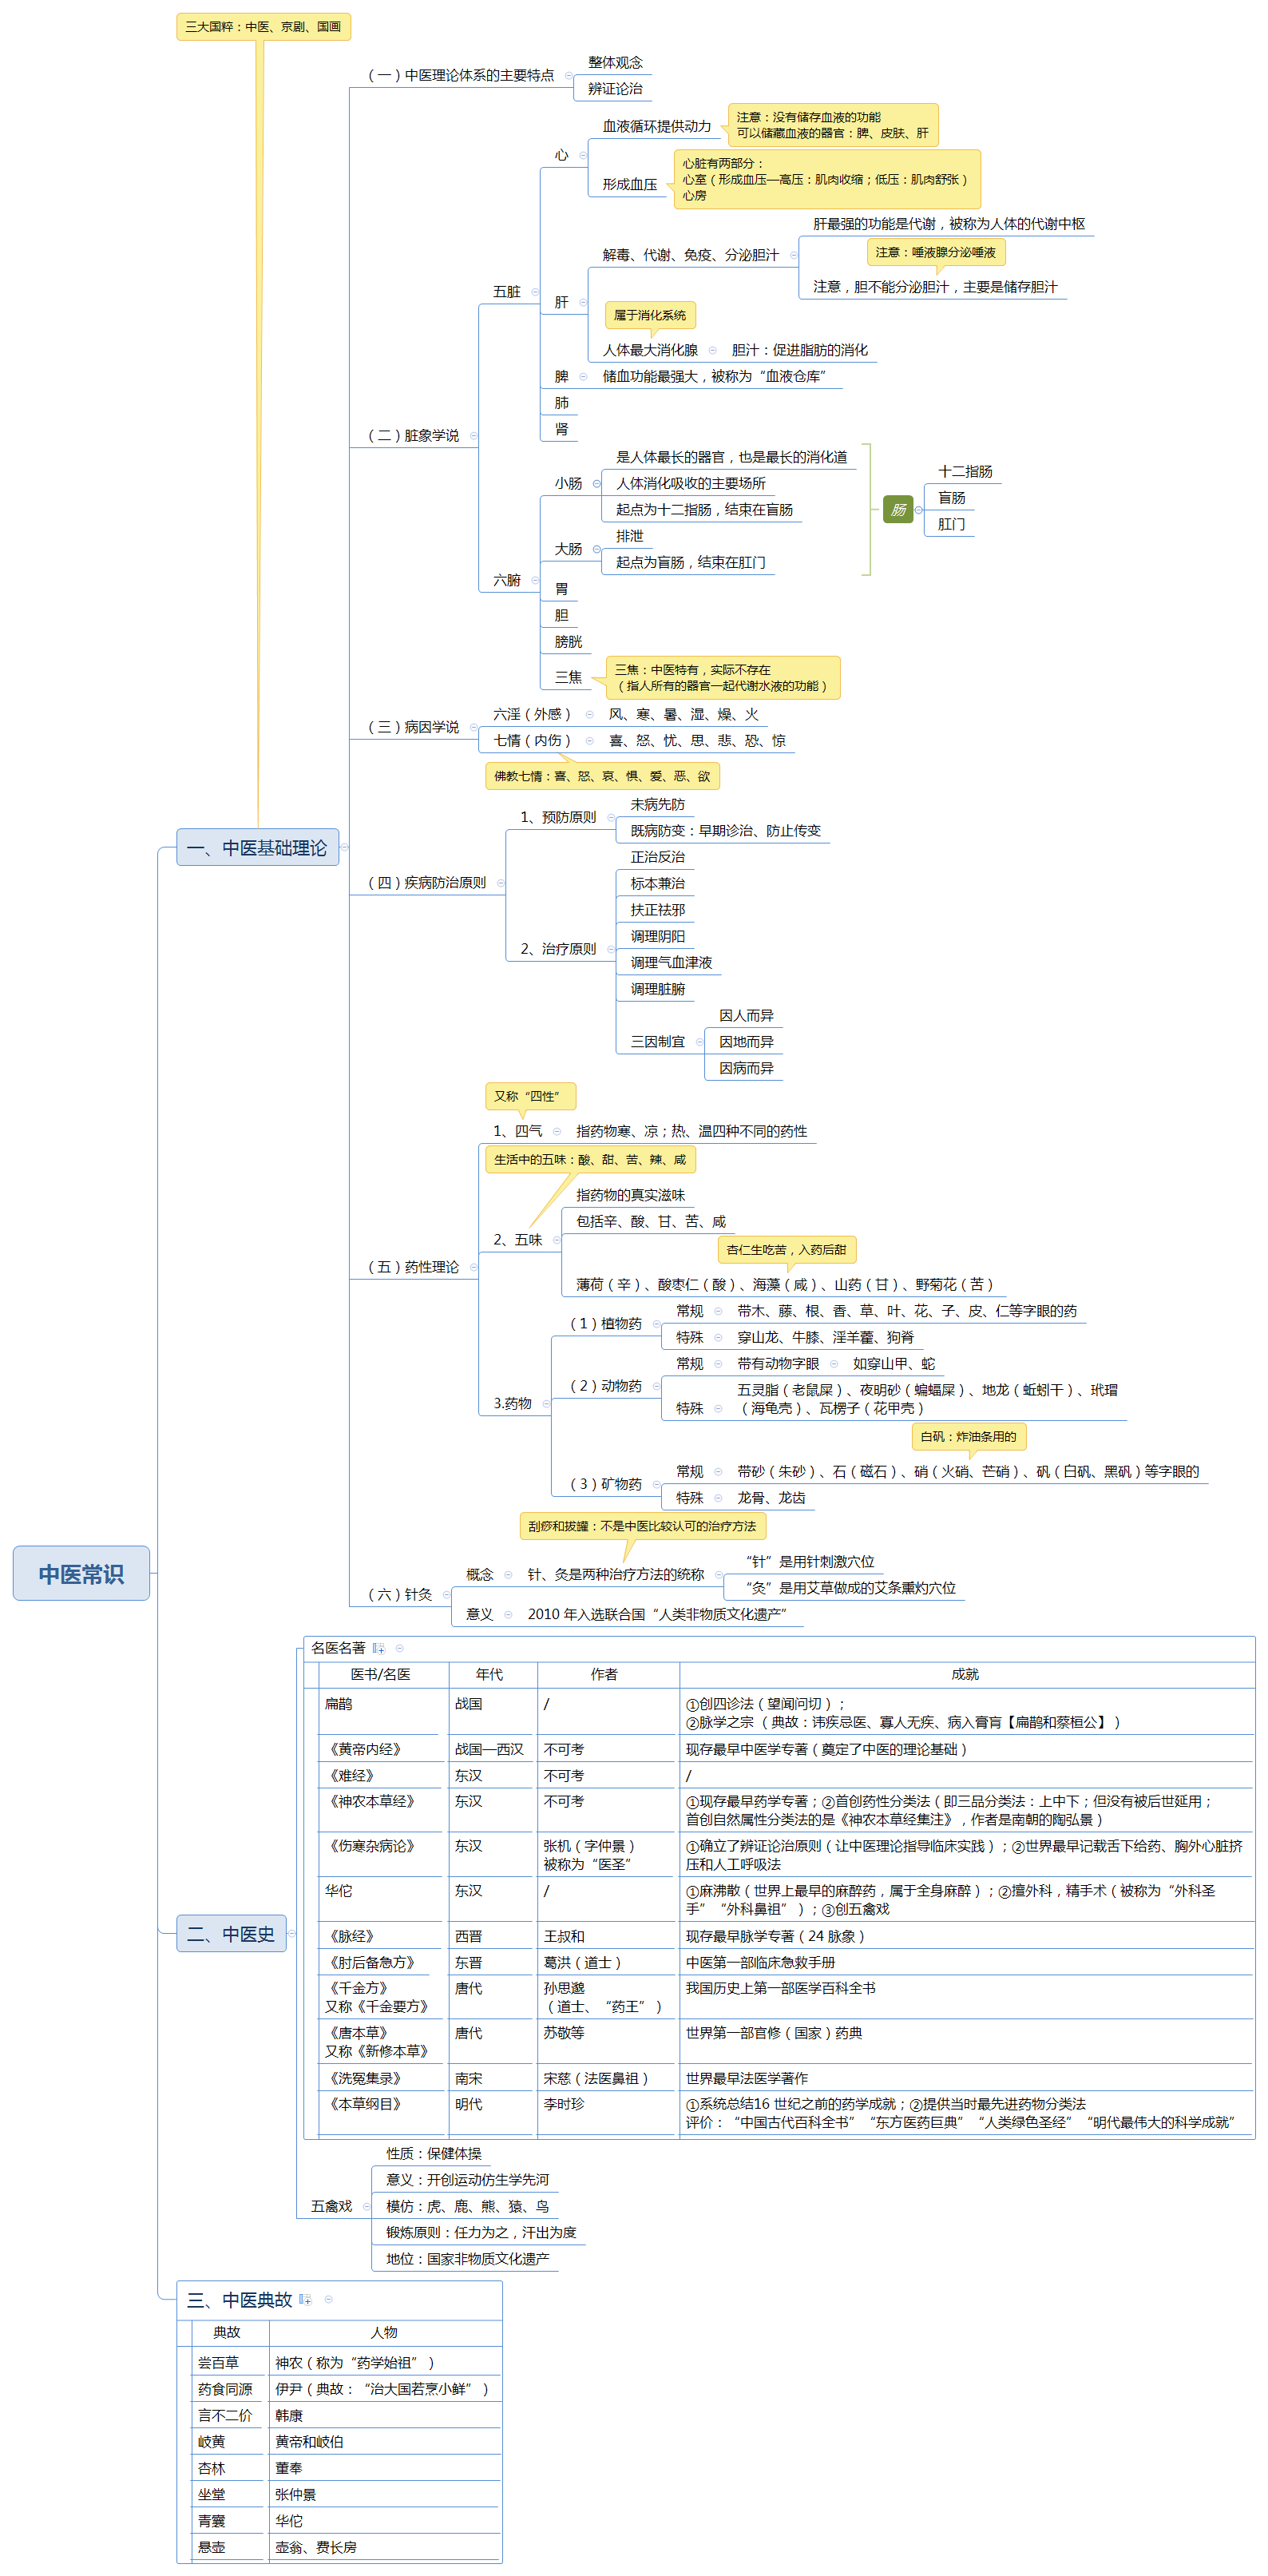 三大国粹：中医、京剧、国画
中医常识
一、中医基础理论
（一）中医理论体系的主要特点
整体观念
辨证论治
（二）脏象学说
五脏
心
血液循环提供动力
注意：没有储存血液的功能
可以储藏血液的器官：脾、皮肤、肝
形成血压
心脏有两部分：
心室（形成血压—高压：肌肉收缩；低压：肌肉舒张）
心房
肝
解毒、代谢、免疫、分泌胆汁
肝最强的功能是代谢，被称为人体的代谢中枢
注意：唾液腺分泌唾液
注意，胆不能分泌胆汁，主要是储存胆汁
属于消化系统
人体最大消化腺
胆汁：促进脂肪的消化
脾
储血功能最强大，被称为“血液仓库”
肺
肾
六腑
小肠
是人体最长的器官，也是最长的消化道
人体消化吸收的主要场所
起点为十二指肠，结束在盲肠
大肠
排泄
起点为盲肠，结束在肛门
肠
十二指肠
盲肠
肛门
胃
胆
膀胱
三焦
三焦：中医特有，实际不存在
（指人所有的器官一起代谢水液的功能）
（三）病因学说
六淫（外感）
风、寒、暑、湿、燥、火
七情（内伤）
喜、怒、忧、思、悲、恐、惊
佛教七情：喜、怒、哀、惧、爱、恶、欲
（四）疾病防治原则
1、预防原则
未病先防
既病防变：早期诊治、防止传变
2、治疗原则
正治反治
标本兼治
扶正祛邪
调理阴阳
调理气血津液
调理脏腑
三因制宜
因人而异
因地而异
因病而异
（五）药性理论
又称“四性”
1、四气
指药物寒、凉；热、温四种不同的药性
生活中的五味：酸、甜、苦、辣、咸
2、五味
指药物的真实滋味
包括辛、酸、甘、苦、咸
杏仁生吃苦，入药后甜
薄荷（辛）、酸枣仁（酸）、海藻（咸）、山药（甘）、野菊花（苦）
3.药物
（1）植物药
常规
带木、藤、根、香、草、叶、花、子、皮、仁等字眼的药
特殊
穿山龙、牛膝、淫羊藿、狗脊
（2）动物药
常规
带有动物字眼
如穿山甲、蛇
特殊
五灵脂（老鼠屎）、夜明砂（蝙蝠屎）、地龙（蚯蚓干）、玳瑁
（海龟壳）、瓦楞子（花甲壳）
白矾：炸油条用的
（3）矿物药
常规
带砂（朱砂）、石（磁石）、硝（火硝、芒硝）、矾（白矾、黑矾）等字眼的
特殊
龙骨、龙齿
刮痧和拔罐：不是中医比较认可的治疗方法
（六）针灸
概念
针、灸是两种治疗方法的统称
“针”是用针刺激穴位
“灸”是用艾草做成的艾条熏灼穴位
意义
2010 年入选联合国“人类非物质文化遗产”
二、中医史
名医名著
医书/名医 年代 作者 成就
扁鹊 战国 / ①创四诊法（望闻问切）；
②脉学之宗 （典故：讳疾忌医、寡人无疾、病入膏肓【扁鹊和蔡桓公】）
《黄帝内经》 战国—西汉 不可考 现存最早中医学专著（奠定了中医的理论基础）
《难经》 东汉 不可考 /
《神农本草经》 东汉 不可考 ①现存最早药学专著；②首创药性分类法（即三品分类法：上中下；但没有被后世延用；
首创自然属性分类法的是《神农本草经集注》，作者是南朝的陶弘景）
《伤寒杂病论》 东汉 张机（字仲景） ①确立了辨证论治原则（让中医理论指导临床实践）；②世界最早记载舌下给药、胸外心脏挤
被称为“医圣” 压和人工呼吸法
华佗 东汉 / ①麻沸散（世界上最早的麻醉药，属于全身麻醉）；②擅外科，精手术（被称为“外科圣
手”“外科鼻祖”）；③创五禽戏
《脉经》 西晋 王叔和 现存最早脉学专著（24 脉象）
《肘后备急方》 东晋 葛洪（道士） 中医第一部临床急救手册
《千金方》 唐代 孙思邈 我国历史上第一部医学百科全书
又称《千金要方》 （道士、“药王”）
《唐本草》 唐代 苏敬等 世界第一部官修（国家）药典
又称《新修本草》
《洗冤集录》 南宋 宋慈（法医鼻祖） 世界最早法医学著作
《本草纲目》 明代 李时珍 ①系统总结16 世纪之前的药学成就；②提供当时最先进药物分类法
评价：“中国古代百科全书”“东方医药巨典”“人类绿色圣经”“明代最伟大的科学成就”
五禽戏
性质：保健体操
意义：开创运动仿生学先河
模仿：虎、鹿、熊、猿、鸟
锻炼原则：任力为之，汗出为度
地位：国家非物质文化遗产
三、中医典故
典故 人物
尝百草 神农（称为“药学始祖”）
药食同源 伊尹（典故：“治大国若烹小鲜”）
言不二价 韩康
岐黄 黄帝和岐伯
杏林 董奉
坐堂 张仲景
青囊 华佗
悬壶 壶翁、费长房